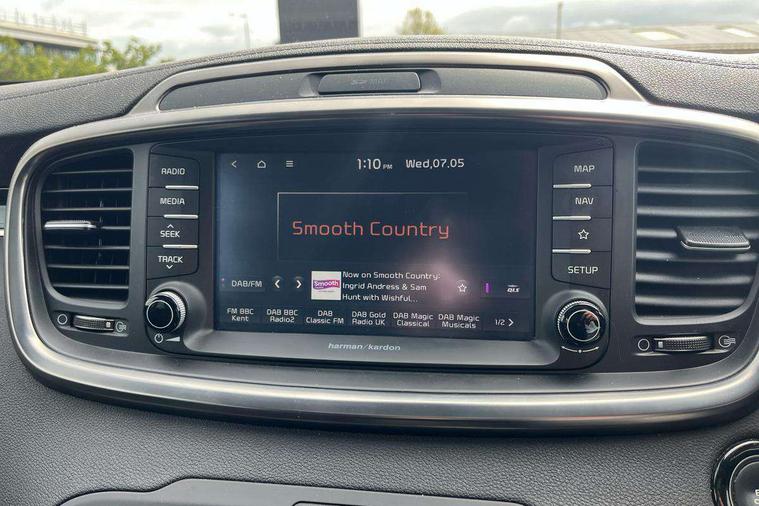 RADIO
MEDIA
SEEK
TRACK
1:10 PM Wed,07.05
Smooth Country
DAB/FM
Smooth
Now on Smooth Country:
Ingrid Andress & Sam
Hunt with Wishful...
QLS
FM BBC
Kent
DAB BBC
Radio2
DAB
Classic FM
DAB Gold
Radio UK
DAB Magic
Classical
DAB Magic
Musicals
1/2
MAP
NAV
SETUP
harman/kardon